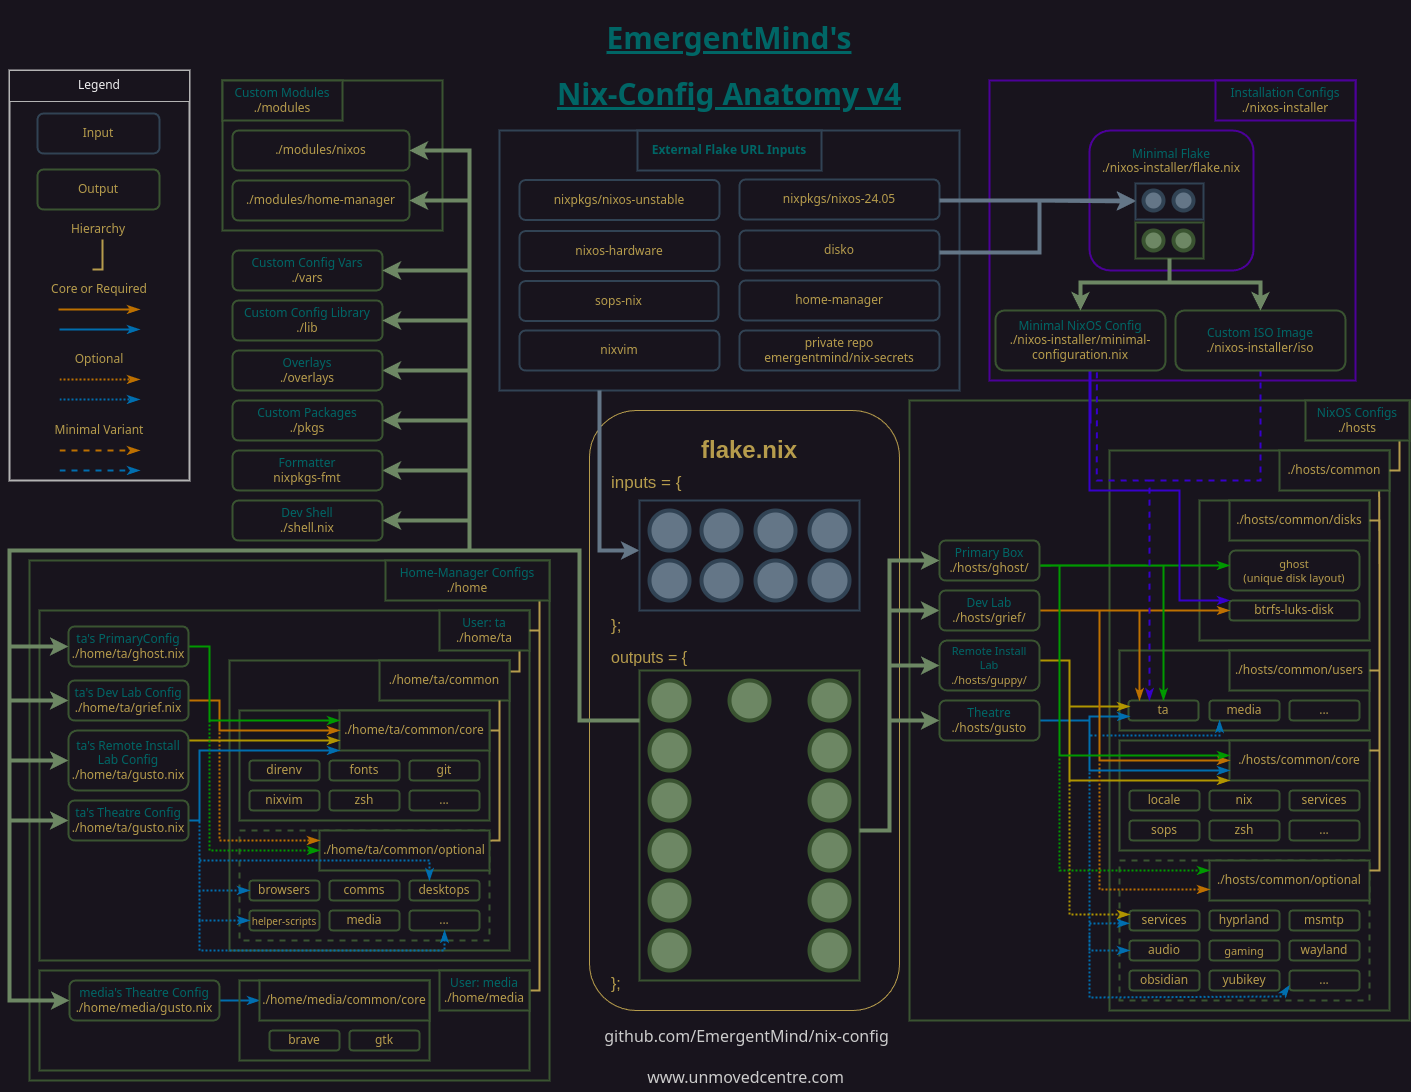 EmergentMind's
Nix-Config Anatomy v4
Legend
Input
Output
Hierarchy
Core or Required
Optional
Minimal Variant
Custom Modules
./modules
./modules/nixos
./modules/home-manager
Custom Config Vars
./vars
Custom Config Library
./lib
Overlays
./overlays
Custom Packages
./pkgs
Formatter
nixpkgs-fmt
Dev Shell
./shell.nix
External Flake URL Inputs
nixpkgs/nixos-unstable
nixpkgs/nixos-24.05
nixos-hardware
disko
sops-nix
home-manager
nixvim
private repo
emergentmind/nix-secrets
Installation Configs
./nixos-installer
Minimal Flake
./nixos-installer/flake.nix
Minimal NixOS Config
./nixos-installer/minimal-
configuration.nix
Custom ISO Image
./nixos-installer/iso
flake.nix
inputs = {
};
outputs = {
};
Home-Manager Configs
./home
User: ta
./home/ta
ta's PrimaryConfig
./home/ta/ghost.nix
ta's Dev Lab Config
./home/ta/grief.nix
ta's Remote Install
Lab Config
./home/ta/gusto.nix
ta's Theatre Config
./home/ta/gusto.nix
./home/ta/common
./home/ta/common/core
direnv
fonts
git
nixvim
zsh
...
./home/ta/common/optional
browsers
comms
desktops
helper-scripts
media
...
User: media
./home/media
media's Theatre Config
./home/media/gusto.nix
./home/media/common/core
brave
gtk
NixOS Configs
./hosts
Primary Box
./hosts/ghost/
Dev Lab
./hosts/grief/
Remote Install
Lab
./hosts/guppy/
Theatre
./hosts/gusto
./hosts/common
./hosts/common/disks
ghost
(unique disk layout)
btrfs-luks-disk
./hosts/common/users
ta
media
...
./hosts/common/core
locale
nix
services
sops
zsh
...
./hosts/common/optional
services
hyprland
msmtp
audio
gaming
wayland
obsidian
yubikey
...
github.com/EmergentMind/nix-config
www.unmovedcentre.com